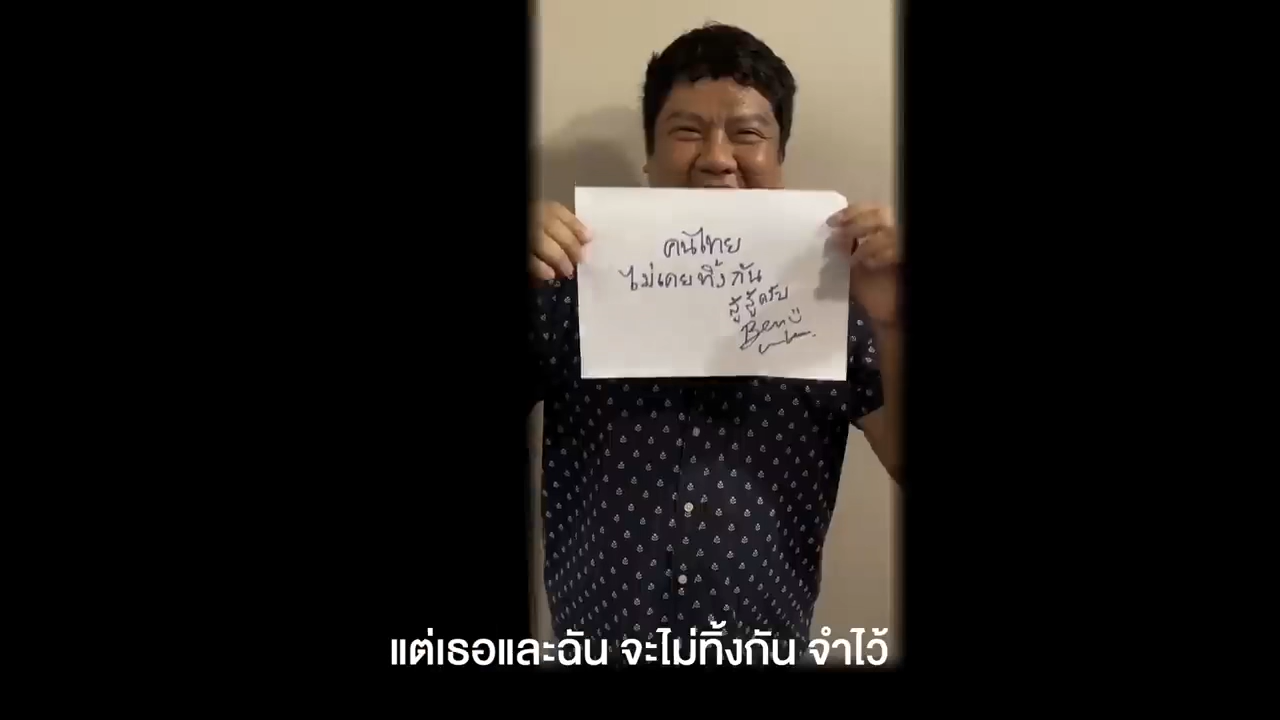 คนไทย
ไม่เคยทิ้งกัน
สู้สู้ครับ
Ben
แต่เธอและฉัน จะไม่ทิ้งกัน จำไว้